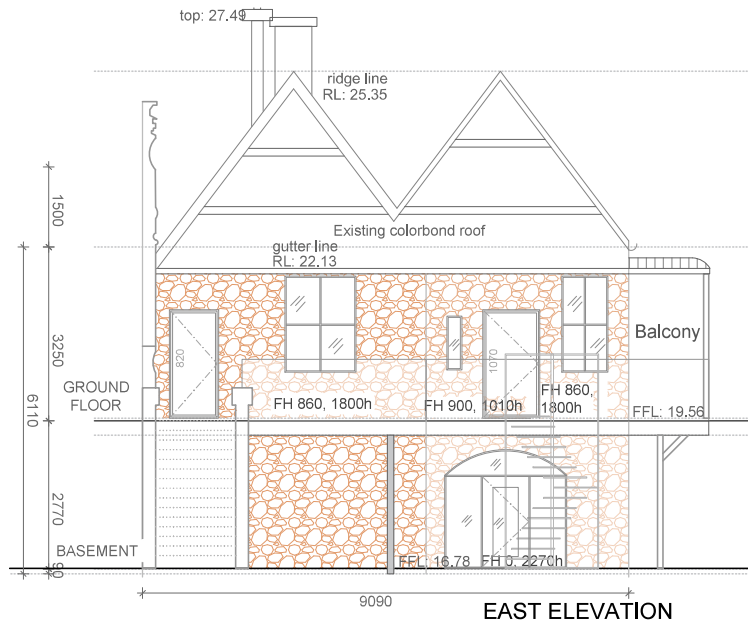 top: 27.49
ridge line
RL: 25.35
1500
Existing colorbond roof
gutter line
RL: 22.13
3250
820
1070
Balcony
GROUND
FLOOR
6110
FH 860, 1800h
FH 900, 1010h
FH 860,
1800h
FFL: 19.56
2770
BASEMENT
FFL: 16.78
FH 0, 2270h
90
9090
EAST ELEVATION